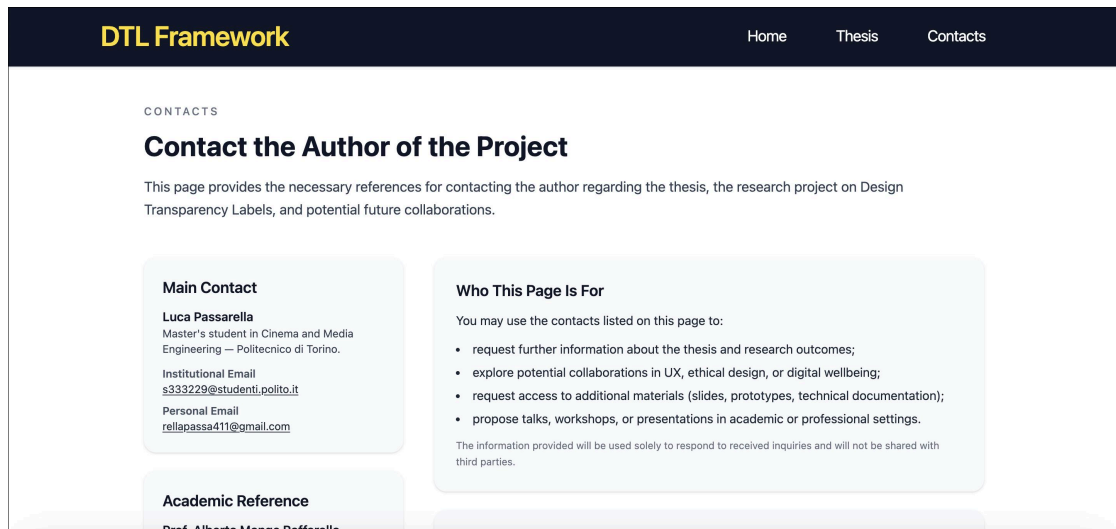 DTL Framework
Home Thesis Contacts
CONTACTS
Contact the Author of the Project
This page provides the necessary references for contacting the author regarding the thesis, the research project on Design
Transparency Labels, and potential future collaborations.
Main Contact
Luca Passarella
Master's student in Cinema and Media
Engineering — Politecnico di Torino.
Institutional Email
s333229@studenti.polito.it
Personal Email
rellapassa411@gmail.com
Academic Reference
Prof. Alberto Monge Roffarello
Who This Page Is For
You may use the contacts listed on this page to:
• request further information about the thesis and research outcomes;
• explore potential collaborations in UX, ethical design, or digital wellbeing;
• request access to additional materials (slides, prototypes, technical documentation);
• propose talks, workshops, or presentations in academic or professional settings.
The information provided will be used solely to respond to received inquiries and will not be shared with
third parties.